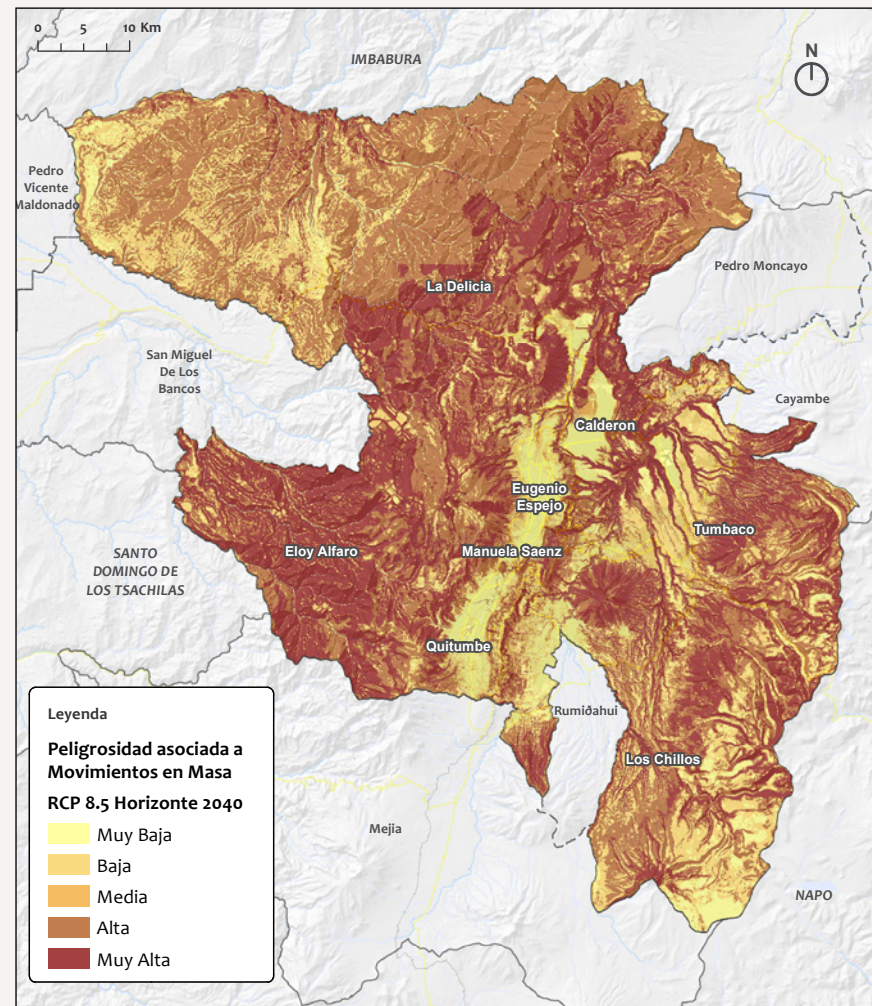 0 5 10 Km
N
IMBABURA
Pedro
Vicente
Maldonado
Pedro Moncayo
La Delicia
San Miguel
De Los
Bancos
Cayambe
Calderon
Eugenio
Espejo
Tumbaco
SANTO
DOMINGO DE
LOS TSACHILAS
Eloy Alfaro
Manuela Saenz
Quitumbe
Rumiðahui
Los Chillos
Mejia
NAPO
Leyenda
Peligrosidad asociada a
Movimientos en Masa
RCP 8.5 Horizonte 2040
Muy Baja
Baja
Media
Alta
Muy Alta